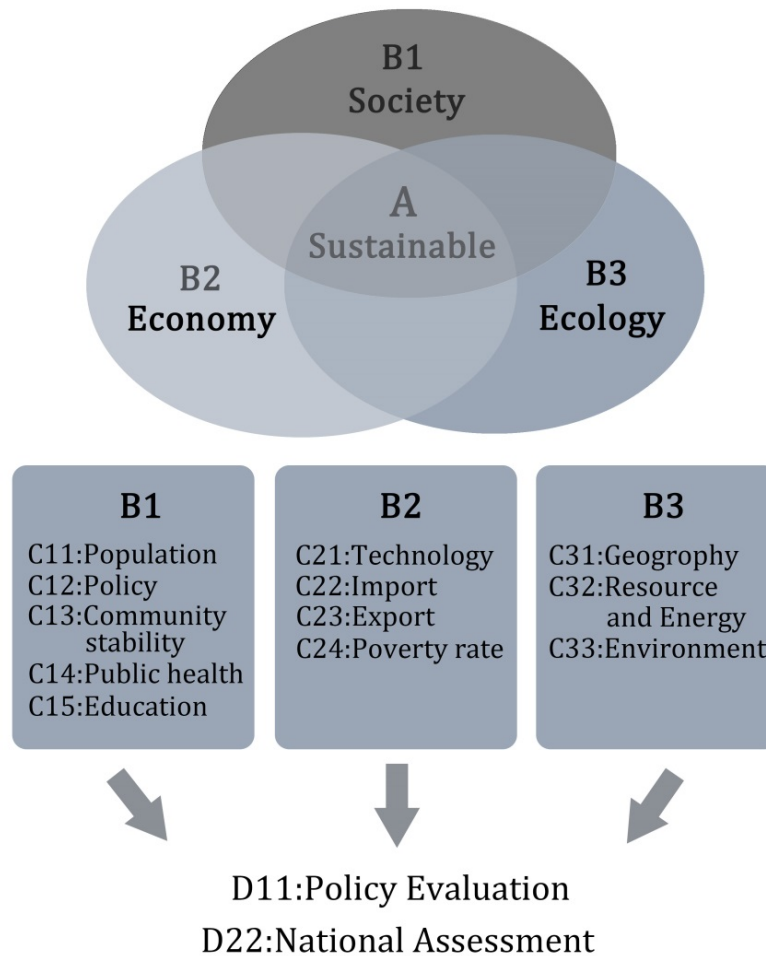 B1
Society
A
Sustainable
B2
Economy
B3
Ecology
B1
C11:Population
C12:Policy
C13:Community
stability
C14:Public health
C15:Education
B2
C21:Technology
C22:Import
C23:Export
C24:Poverty rate
B3
C31:Geography
C32:Resource
and Energy
C33:Environment
D11:Policy Evaluation
D22:National Assessment